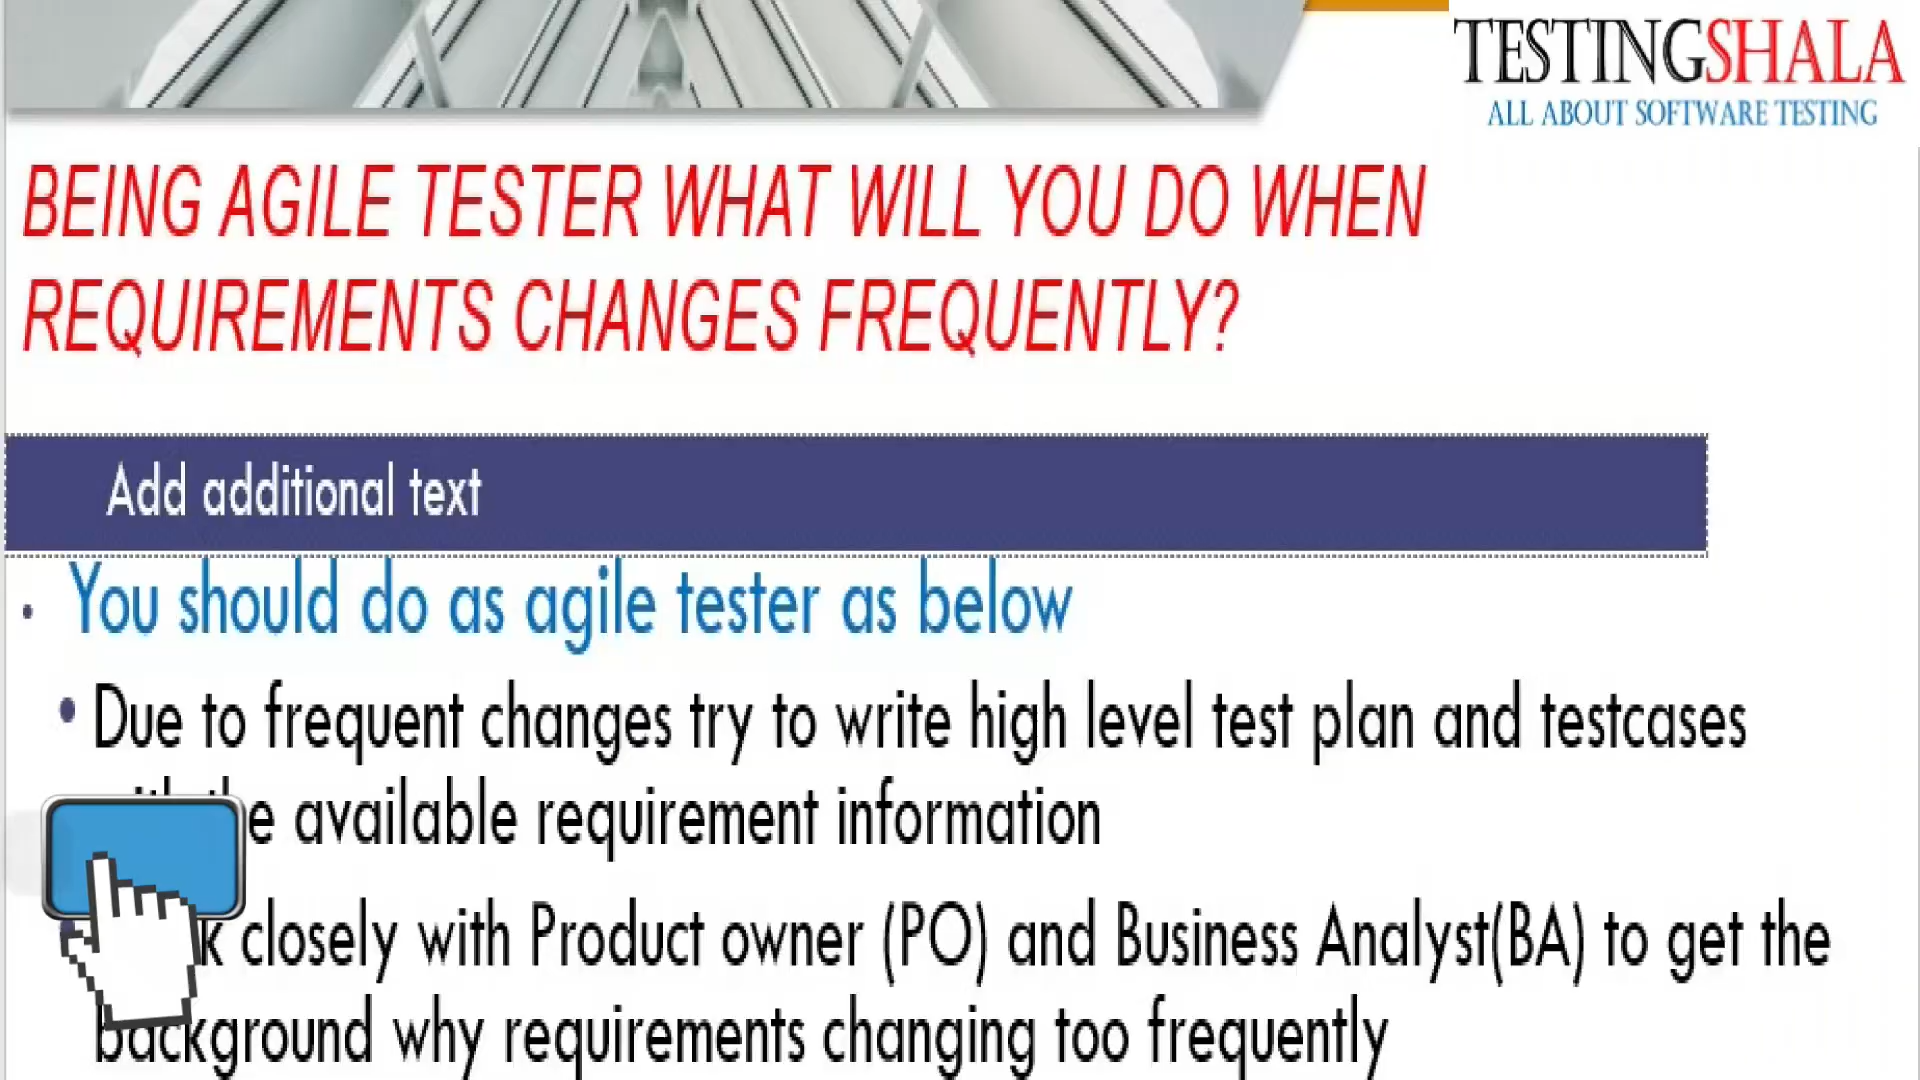 TESTINGSHALA
ALL ABOUT SOFTWARE TESTING
BEING AGILE TESTER WHAT WILL YOU DO WHEN
REQUIREMENTS CHANGES FREQUENTLY?
Add additional text
• You should do as agile tester as below
• Due to frequent changes try to write high level test plan and testcases
the available requirement information
closely with Product owner (PO) and Business Analyst(BA) to get the
background why requirements changing too frequently